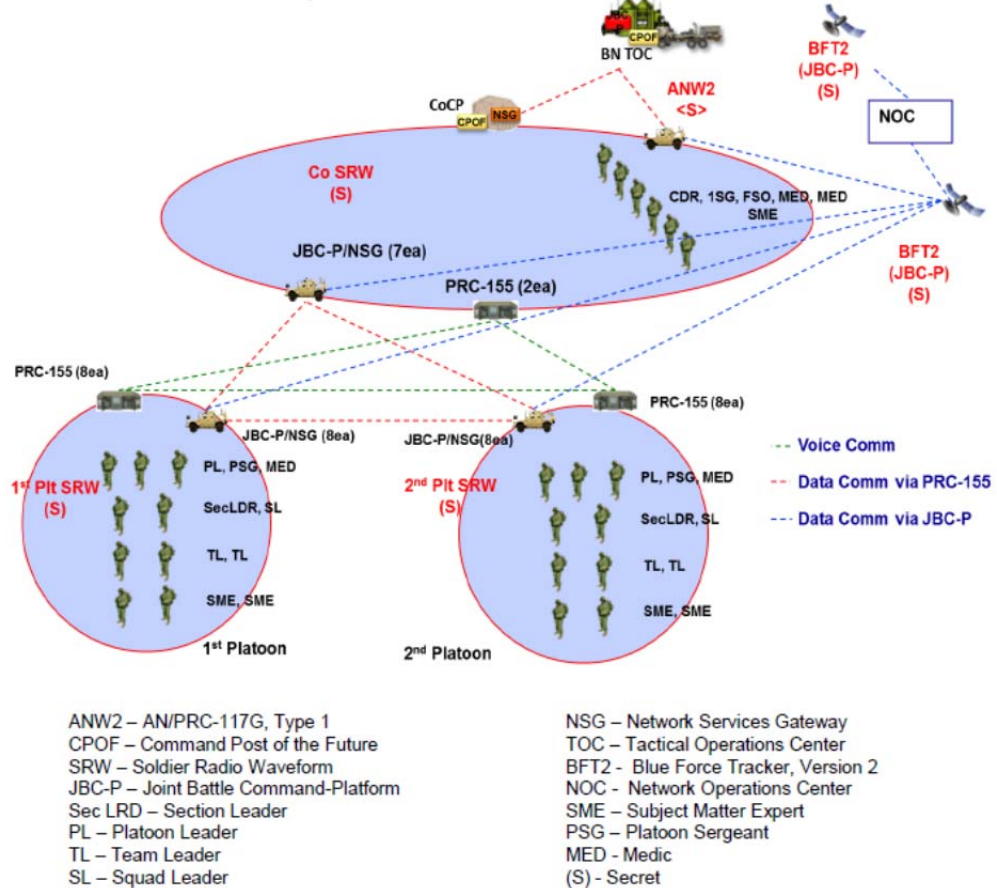 CPOF
BN TOC
BFT2
(JBC-P)
(S)
ANW2
<S>
CoCP
CPOF
NSG
NOC
Co SRW
(S)
CDR, 1SG, FSO, MED, MED
SME
JBC-P/NSG (7ea)
BFT2
(JBC-P)
(S)
PRC-155 (2ea)
PRC-155 (8ea)
PRC-155 (8ea)
JBC-P/NSG (8ea)
JBC-P/NSG(8ea)
1st Plt SRW
(S)
PL, PSG, MED
SecLDR, SL
TL, TL
SME, SME
1st Platoon
2nd Plt SRW
(S)
PL, PSG, MED
SecLDR, SL
TL, TL
SME, SME
2nd Platoon
Voice Comm
Data Comm via PRC-155
Data Comm via JBC-P
ANW2 – AN/PRC-117G, Type 1
CPOF – Command Post of the Future
SRW – Soldier Radio Waveform
JBC-P – Joint Battle Command-Platform
Sec LRD – Section Leader
PL – Platoon Leader
TL – Team Leader
SL – Squad Leader
NSG – Network Services Gateway
TOC – Tactical Operations Center
BFT2 - Blue Force Tracker, Version 2
NOC - Network Operations Center
SME – Subject Matter Expert
PSG – Platoon Sergeant
MED - Medic
(S) - Secret